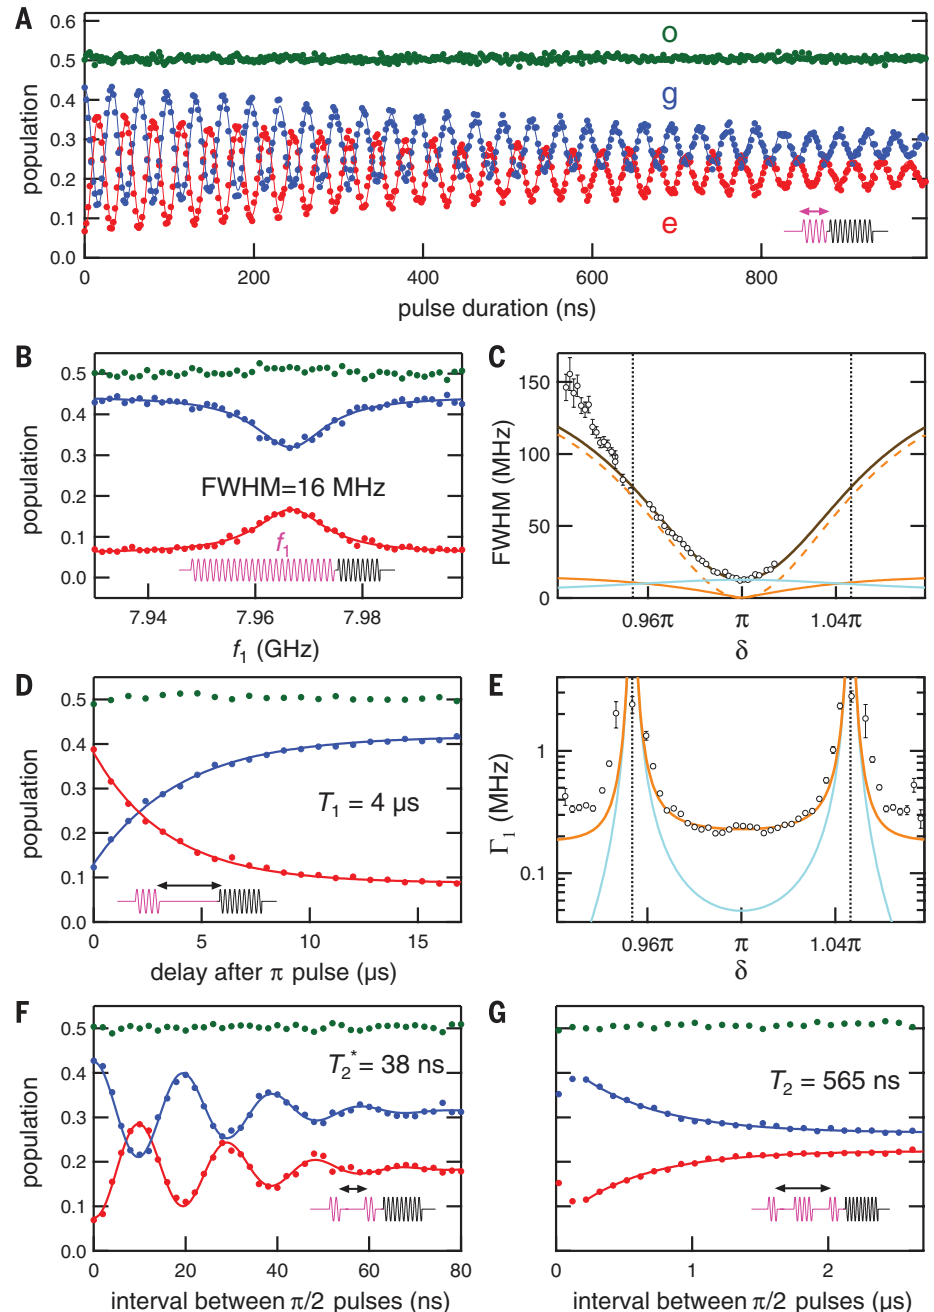 A
0.6
0.5
0.4
0.3
0.2
0.1
0.0
population
o
g
e
0
200
400
600
800
pulse duration (ns)
B
0.5
0.4
0.3
0.2
0.1
0.0
population
FWHM=16 MHz
f1
7.94
7.96
7.98
f1 (GHz)
C
150
100
50
0
FWHM (MHz)
0.96π
π
1.04π
δ
D
0.5
0.4
0.3
0.2
0.1
0.0
population
T1 = 4 µs
0
5
10
15
delay after π pulse (µs)
E
1
0.1
Γ1 (MHz)
0.96π
π
1.04π
δ
F
0.5
0.4
0.3
0.2
0.1
0.0
population
T2* = 38 ns
0
20
40
60
80
interval between π/2 pulses (ns)
G
T2 = 565 ns
0
1
2
interval between π/2 pulses (µs)